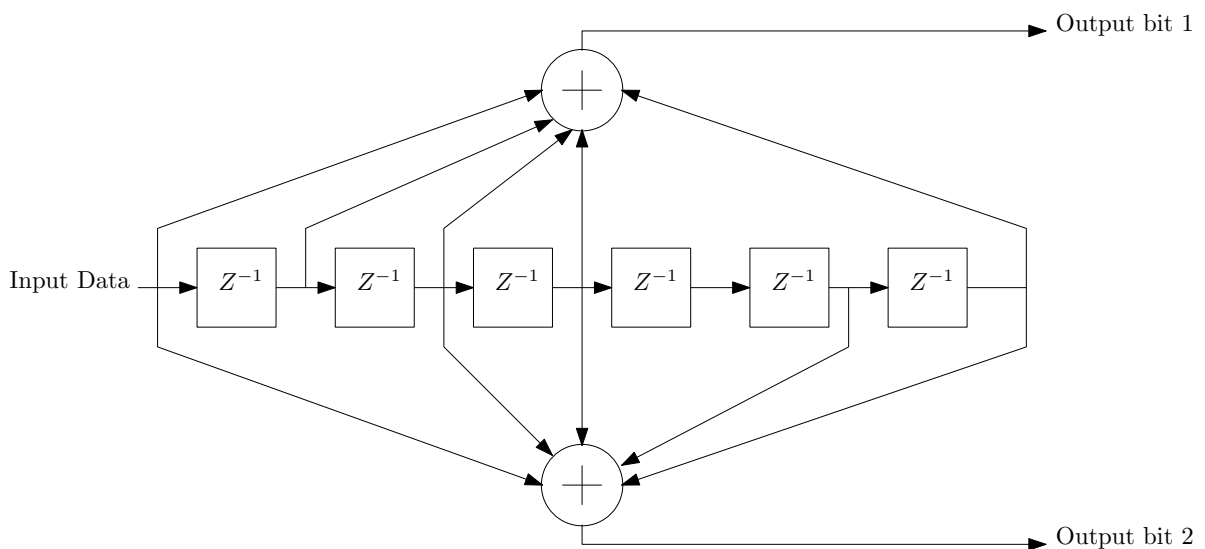 Output bit 1
Input Data
Z⁻¹
Z⁻¹
Z⁻¹
Z⁻¹
Z⁻¹
Z⁻¹
Output bit 2